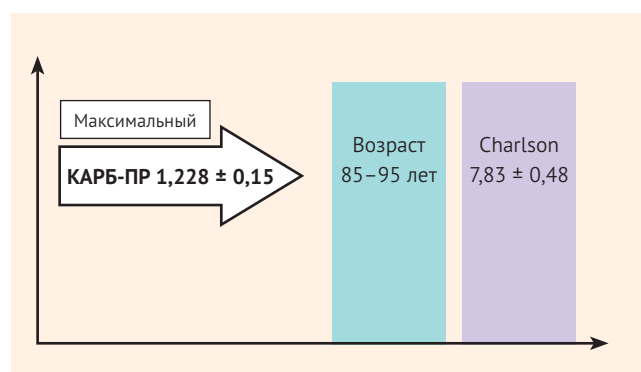 Максимальный
КАРБ-ПР 1,228 ± 0,15
Возраст
85–95 лет
Charlson
7,83 ± 0,48